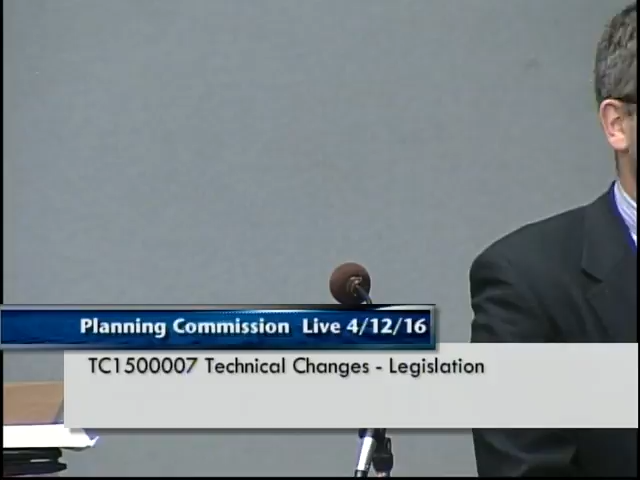 Planning Commission Live 4/12/16
TC1500007 Technical Changes - Legislation